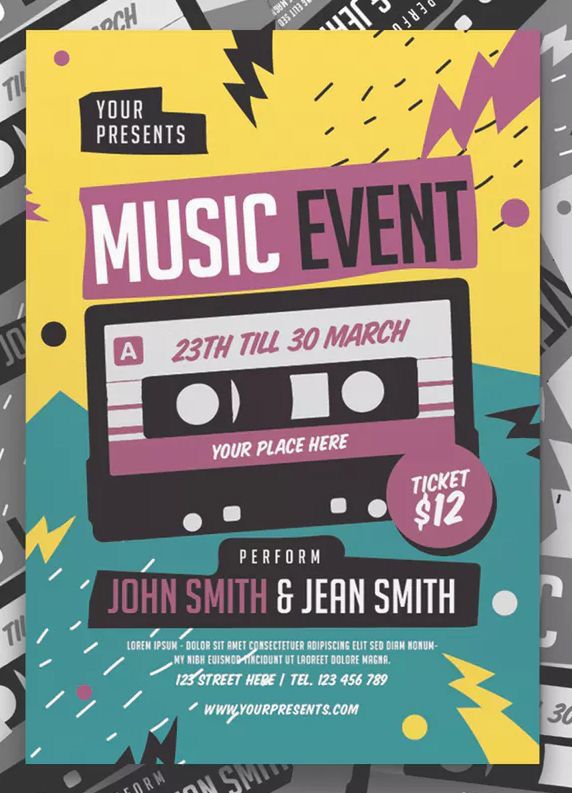 YOUR
PRESENTS
MUSIC EVENT
A
23TH TILL 30 MARCH
YOUR PLACE HERE
TICKET
$12
PERFORM
JOHN SMITH & JEAN SMITH
LOREM IPSUM - DOLOR SIT AMET CONSECTETUER ADIPISCING ELIT SED DIAM NONUM-
MY NIBH EUISMOD TINCIDUNT UT LAOREET DOLORE MAGNA.
123 STREET HERE | TEL. 123 456 789
WWW.YOURPRESENTS.COM